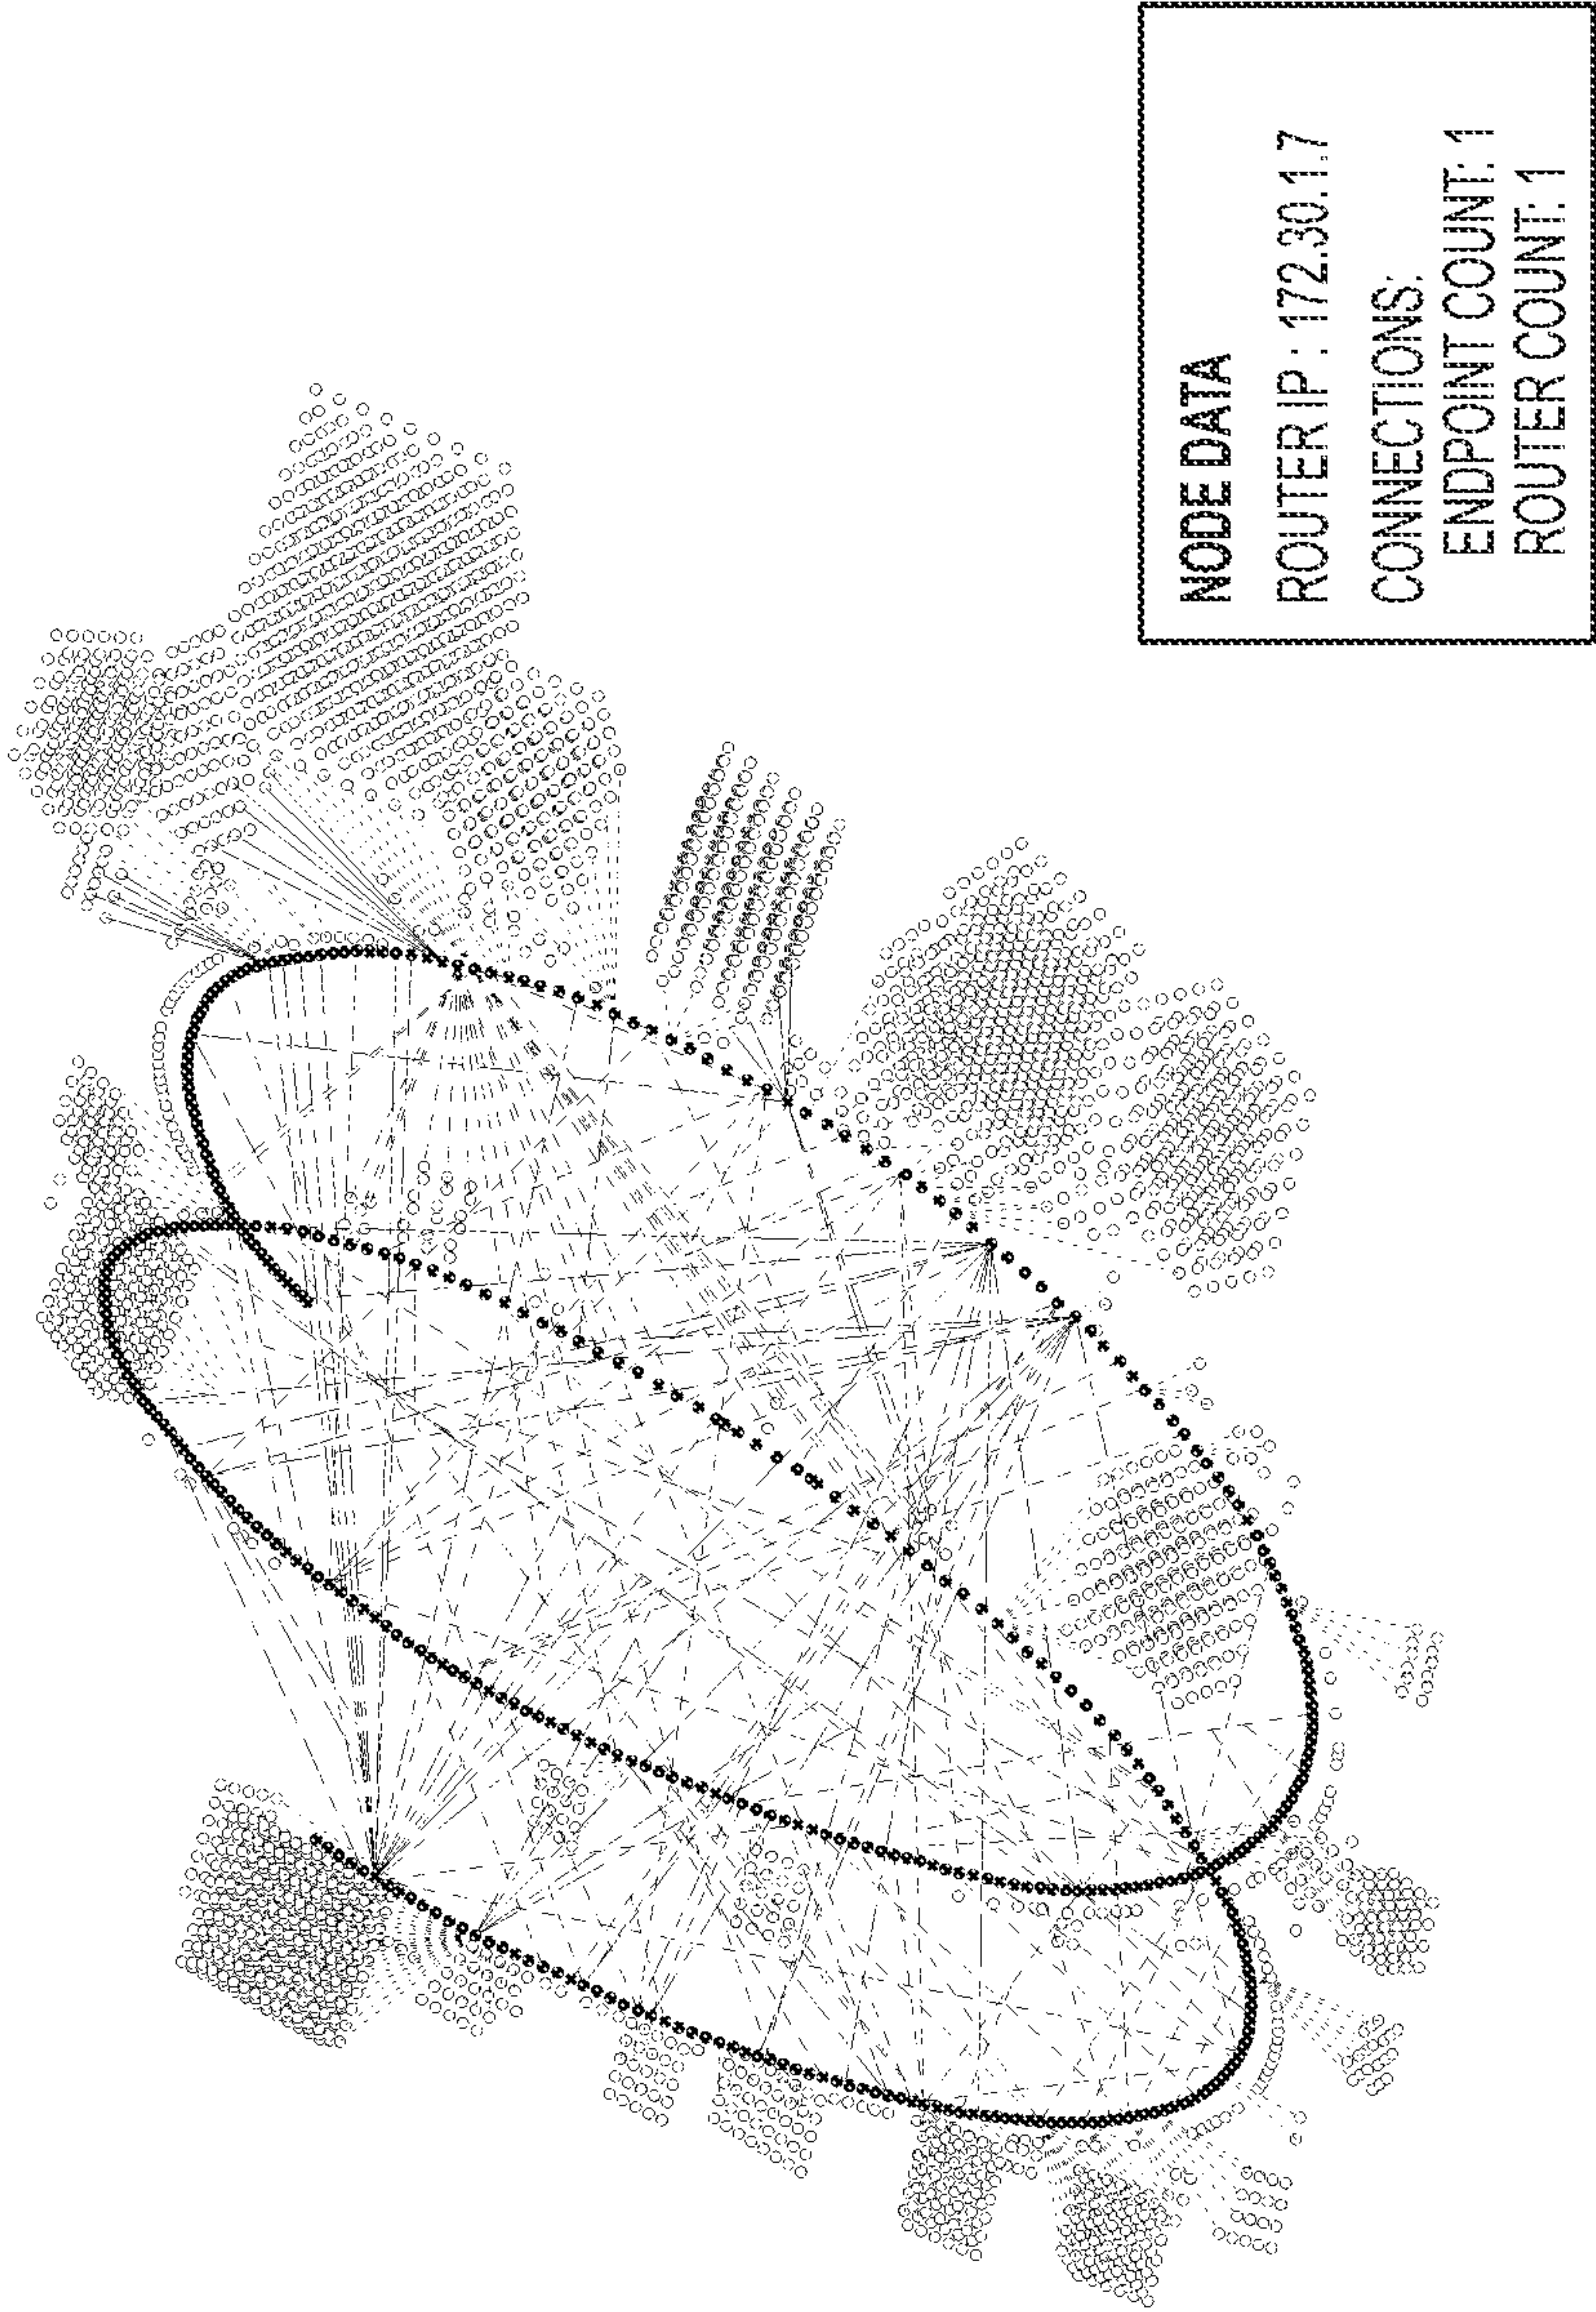 NODE DATA
ROUTER IP : 172.30.1.7
CONNECTIONS:
ENDPOINT COUNT: 1
ROUTER COUNT: 1